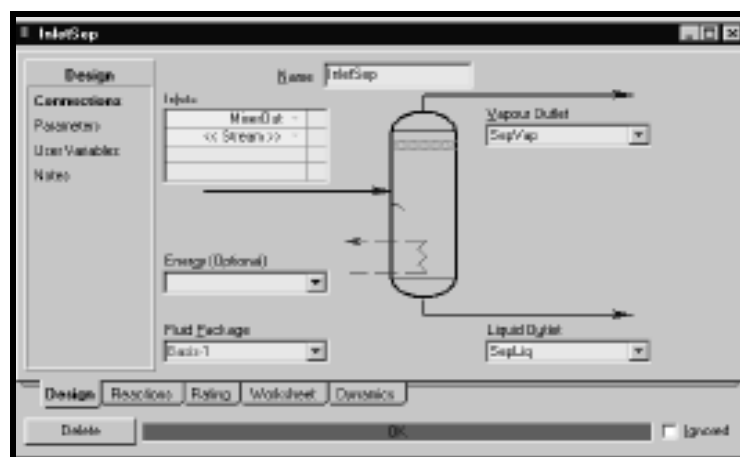 InletSep
Design
Connections
Parameters
User Variables
Notes
Name InletSep
Inlets
MixerOut
<< Stream >>
Vapour Outlet
SepVap
Energy (Optional)
Fluid Package
Basis-1
Liquid Outlet
SepLiq
Design Reactions Rating Worksheet Dynamics
Delete
OK
Ignored